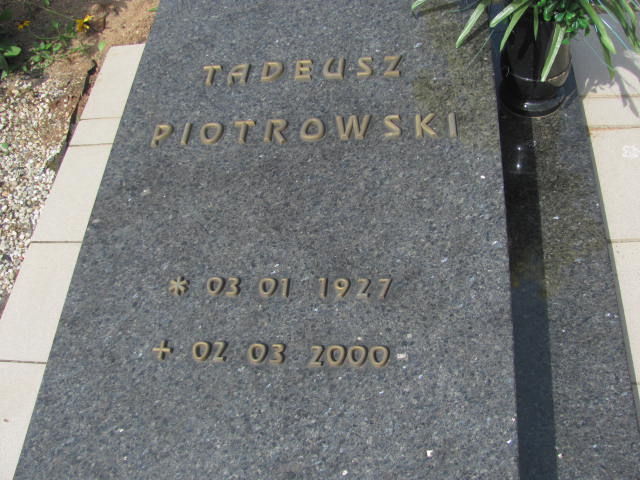 TADEUSZ
PIOTROWSKI
* 03 01 1927
+ 02 03 2000